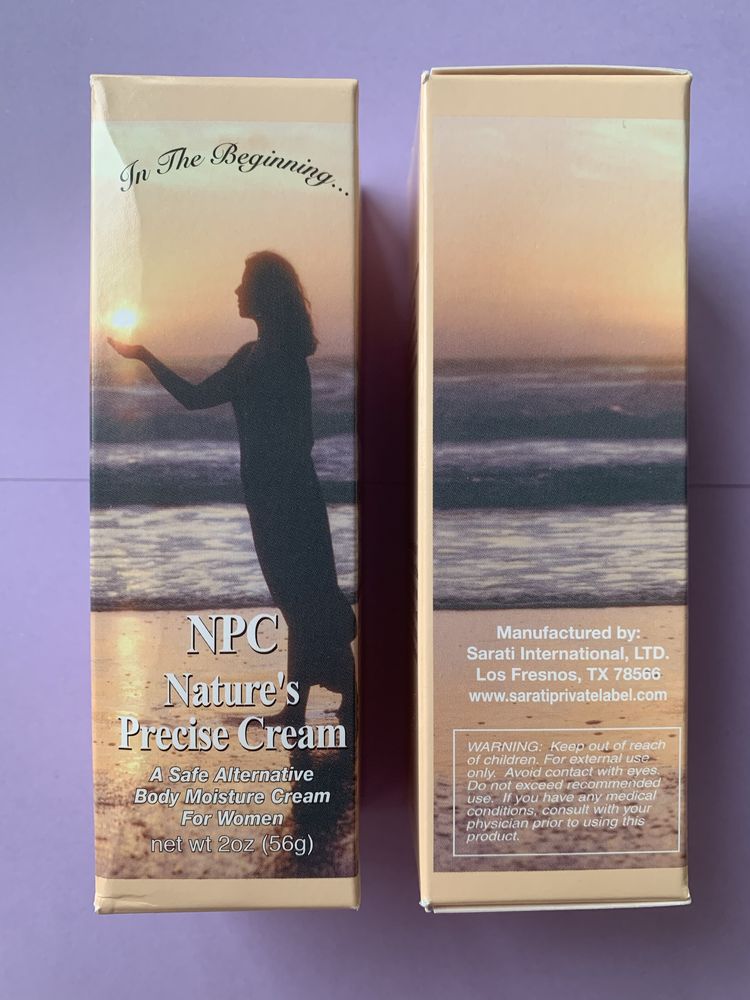 In The Beginning...
NPC
Nature's
Precise Cream
A Safe Alternative
Body Moisture Cream
For Women
net wt 2oz (56g)
Manufactured by:
Sarati International, LTD.
Los Fresnos, TX 78566
www.saratiprivatelabel.com
WARNING: Keep out of reach
of children. For external use
only. Avoid contact with eyes.
Do not exceed recommended
use. If you have any medical
conditions, consult with your
physician prior to using this
product.